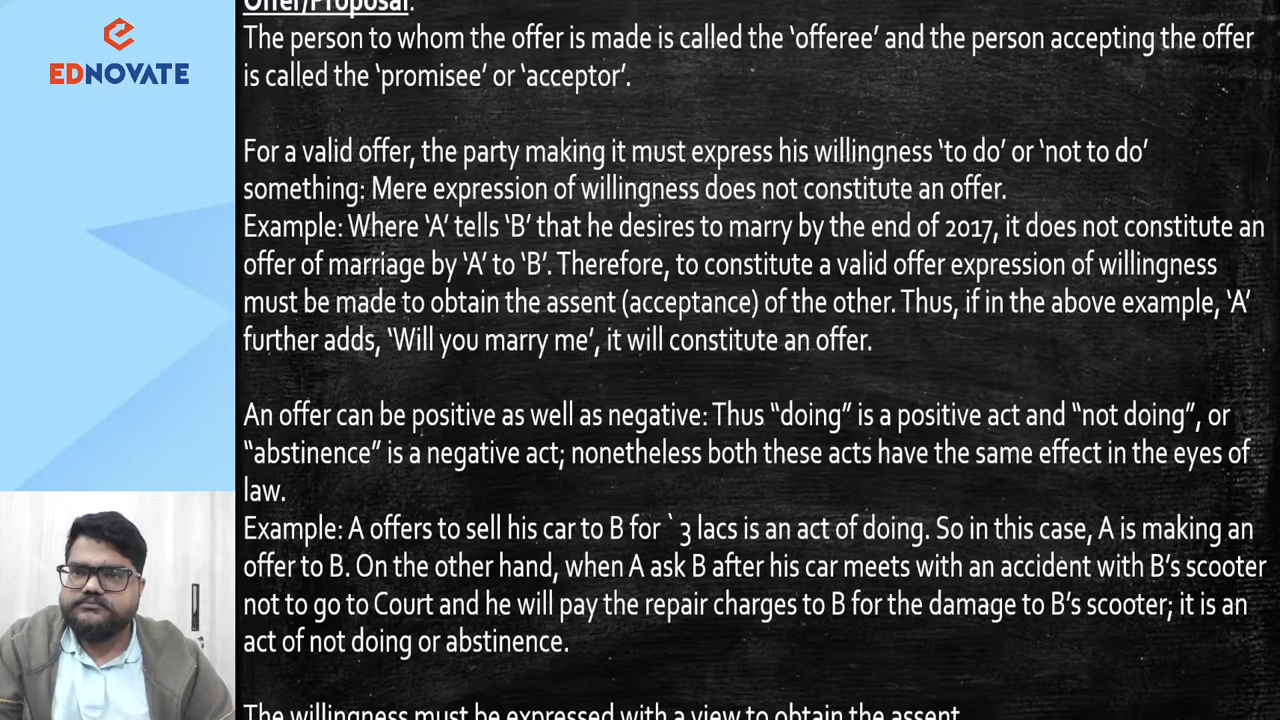 Offer/Proposal:
EDNOVATE
The person to whom the offer is made is called the ‘offeree’ and the person accepting the offer
is called the ‘promisee’ or ‘acceptor’.
For a valid offer, the party making it must express his willingness ‘to do’ or ‘not to do’
something: Mere expression of willingness does not constitute an offer.
Example: Where ‘A’ tells ‘B’ that he desires to marry by the end of 2017, it does not constitute an
offer of marriage by ‘A’ to ‘B’. Therefore, to constitute a valid offer expression of willingness
must be made to obtain the assent (acceptance) of the other. Thus, if in the above example, ‘A’
further adds, ‘Will you marry me’, it will constitute an offer.
An offer can be positive as well as negative: Thus “doing” is a positive act and “not doing”, or
“abstinence” is a negative act; nonetheless both these acts have the same effect in the eyes of
law.
Example: A offers to sell his car to B for ` 3 lacs is an act of doing. So in this case, A is making an
offer to B. On the other hand, when A ask B after his car meets with an accident with B’s scooter
not to go to Court and he will pay the repair charges to B for the damage to B’s scooter; it is an
act of not doing or abstinence.
The willingness must be expressed with a view to obtain the assent